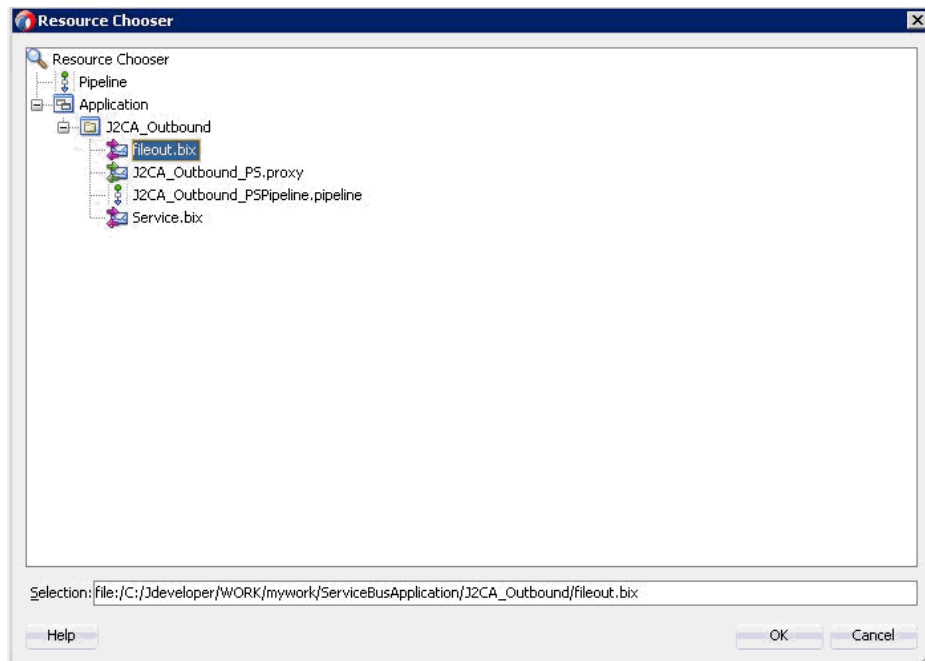 Resource Chooser
Resource Chooser
Pipeline
Application
J2CA_Outbound
fileout.bix
J2CA_Outbound_PS.proxy
J2CA_Outbound_PSPipeline.pipeline
Service.bix
Selection: file:/C:/Jdeveloper/WORK/mywork/ServiceBusApplication/J2CA_Outbound/fileout.bix
Help OK Cancel